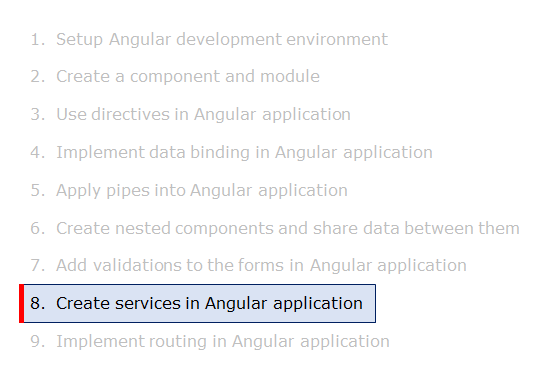 1. Setup Angular development environment
2. Create a component and module
3. Use directives in Angular application
4. Implement data binding in Angular application
5. Apply pipes into Angular application
6. Create nested components and share data between them
7. Add validations to the forms in Angular application
8. Create services in Angular application
9. Implement routing in Angular application